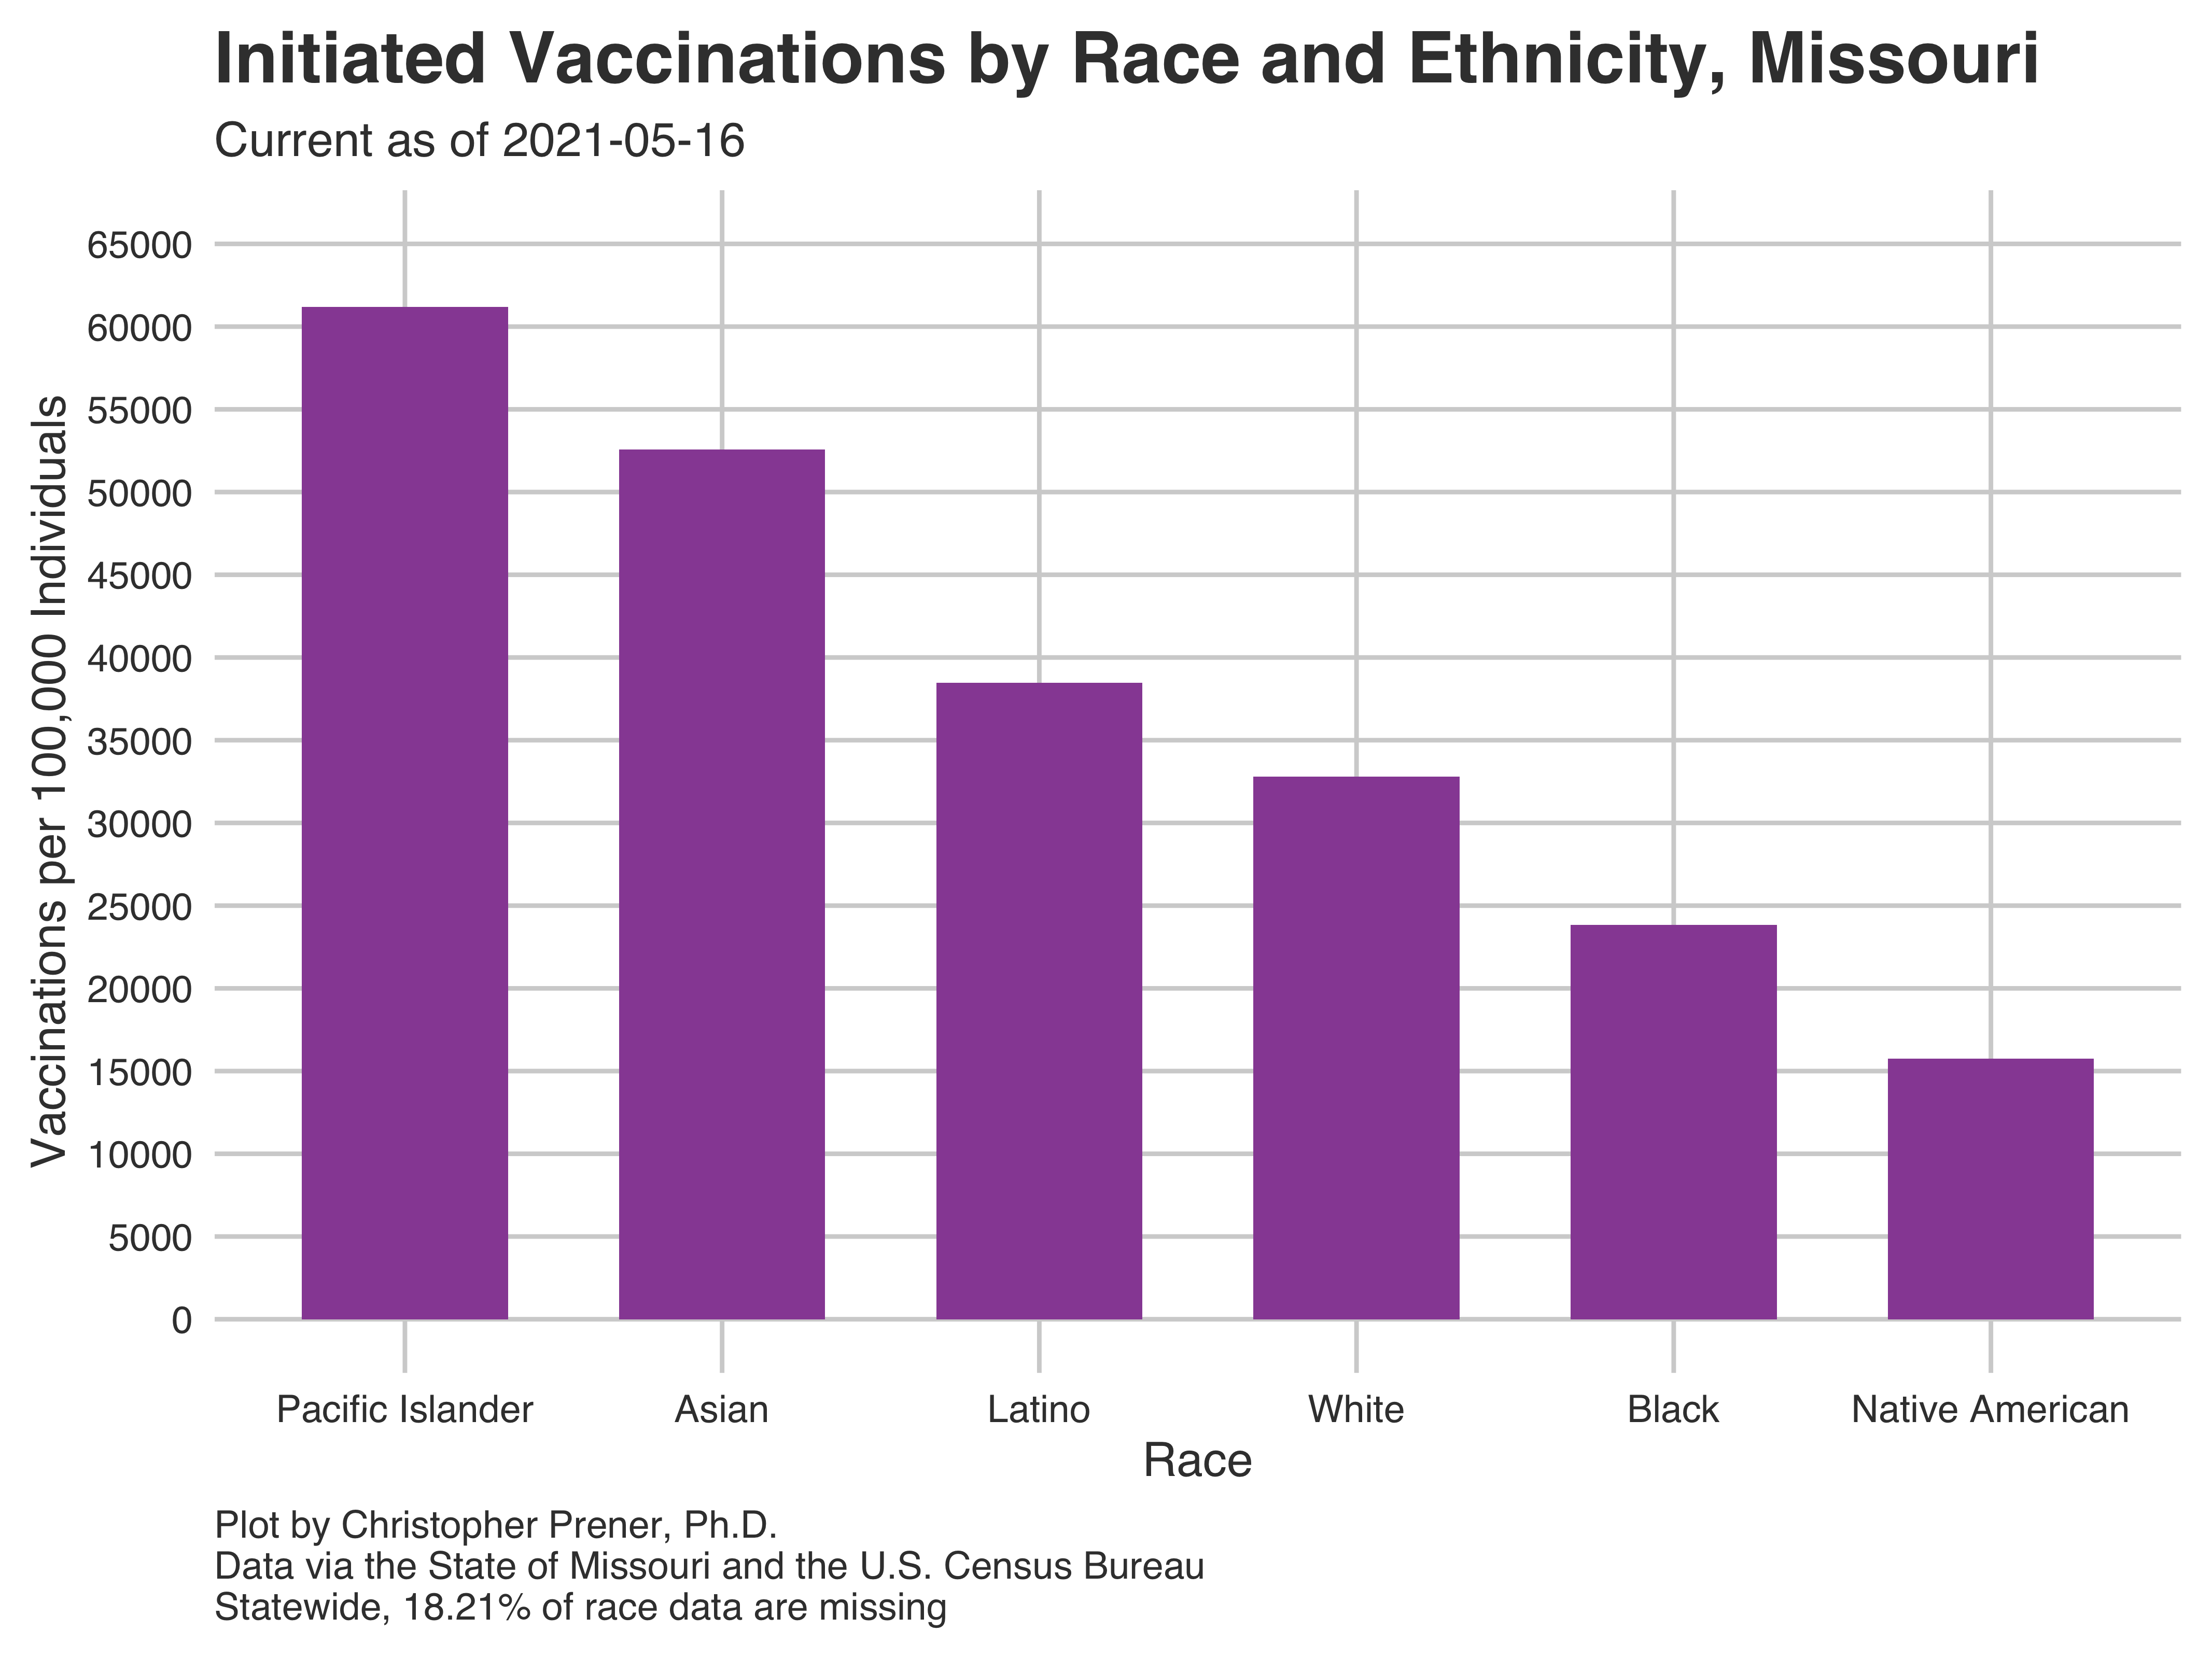 Initiated Vaccinations by Race and Ethnicity, Missouri
Current as of 2021-05-16
Vaccinations per 100,000 Individuals
65000
60000
55000
50000
45000
40000
35000
30000
25000
20000
15000
10000
5000
0
Pacific Islander Asian Latino White Black Native American
Race
Plot by Christopher Prener, Ph.D.
Data via the State of Missouri and the U.S. Census Bureau
Statewide, 18.21% of race data are missing